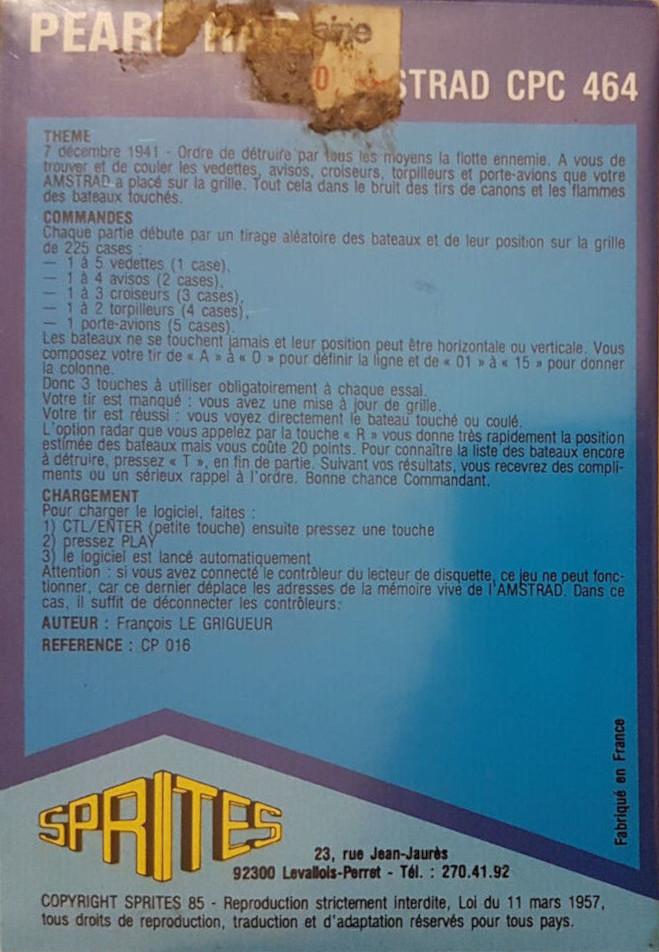 PEARL HAR
AMSTRAD CPC 464
THEME
7 décembre 1941 - Ordre de détruire par tous les moyens la flotte ennemie. A vous de
trouver et de couler les vedettes, avisos, croiseurs, torpilleurs et porte-avions que votre
AMSTRAD a placé sur la grille. Tout cela dans le bruit des tirs de canons et les flammes
des bateaux touchés.
COMMANDES
Chaque partie débute par un tirage aléatoire des bateaux et de leur position sur la grille
de 225 cases :
— 1 à 5 vedettes (1 case),
— 1 à 4 avisos (2 cases),
— 1 à 3 croiseurs (3 cases),
— 1 à 2 torpilleurs (4 cases),
— 1 porte-avions (5 cases).
Les bateaux ne se touchent jamais et leur position peut être horizontale ou verticale. Vous
composez votre tir de « A » à « O » pour définir la ligne et de « 01 » à « 15 » pour donner
la colonne.
Donc 3 touches à utiliser obligatoirement à chaque essai.
Votre tir est manqué : vous avez une mise à jour de grille.
Votre tir est réussi : vous voyez directement le bateau touché ou coulé.
L'option radar que vous appelez par la touche « R » vous donne très rapidement la position
estimée des bateaux mais vous coûte 20 points. Pour connaître la liste des bateaux encore
à détruire, pressez « T », en fin de partie. Suivant vos résultats, vous recevrez des compli-
ments ou un sérieux rappel à l'ordre. Bonne chance Commandant.
CHARGEMENT
Pour charger le logiciel, faites :
1) CTL/ENTER (petite touche) ensuite pressez une touche
2) pressez PLAY
3) le logiciel est lancé automatiquement
Attention : si vous avez connecté le contrôleur du lecteur de disquette, ce jeu ne peut fonc-
tionner, car ce dernier déplace les adresses de la mémoire vive de l'AMSTRAD. Dans ce
cas, il suffit de déconnecter les contrôleurs.
AUTEUR : François LE GRIGUEUR
REFERENCE : CP 016
Fabriqué en France
SPRITES
23, rue Jean-Jaurès
92300 Levallois-Perret - Tél. : 270.41.92
COPYRIGHT SPRITES 85 - Reproduction strictement interdite, Loi du 11 mars 1957,
tous droits de reproduction, traduction et d'adaptation réservés pour tous pays.